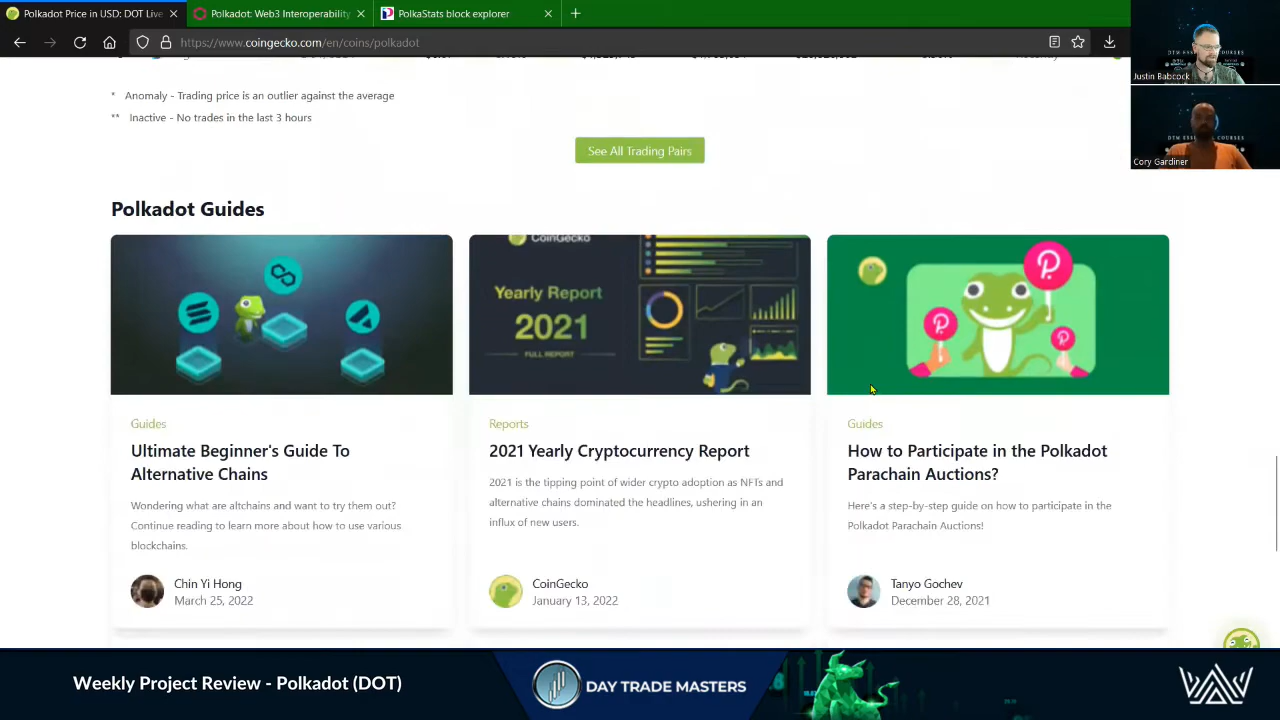 Polkadot Price in USD: DOT Live
Polkadot: Web3 Interoperability
PolkaStats block explorer
https://www.coingecko.com/en/coins/polkadot
Justin Babcock
Cory Gardiner
* Anomaly - Trading price is an outlier against the average
** Inactive - No trades in the last 3 hours
See All Trading Pairs
Polkadot Guides
CoinGecko
Yearly Report
2021
FULL REPORT
Guides
Ultimate Beginner's Guide To
Alternative Chains
Wondering what are altchains and want to try them out?
Continue reading to learn more about how to use various
blockchains.
Chin Yi Hong
March 25, 2022
Reports
2021 Yearly Cryptocurrency Report
2021 is the tipping point of wider crypto adoption as NFTs and
alternative chains dominated the headlines, ushering in an
influx of new users.
CoinGecko
January 13, 2022
Guides
How to Participate in the Polkadot
Parachain Auctions?
Here's a step-by-step guide on how to participate in the
Polkadot Parachain Auctions!
Tanyo Gochev
December 28, 2021
Weekly Project Review - Polkadot (DOT)
DAY TRADE MASTERS